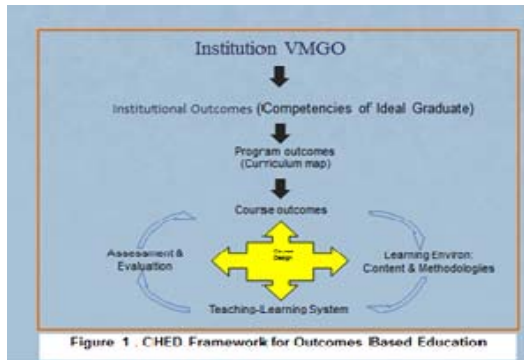 Institution VMGO
Institutional Outcomes (Competencies of Ideal Graduate)
Program outcomes
(Curriculum map)
Course outcomes
Assessment &
Evaluation
Design
Learning Environ:
Content & Methodologies
Teaching-Learning System
Figure 1 . CHED Framework for Outcomes Based Education